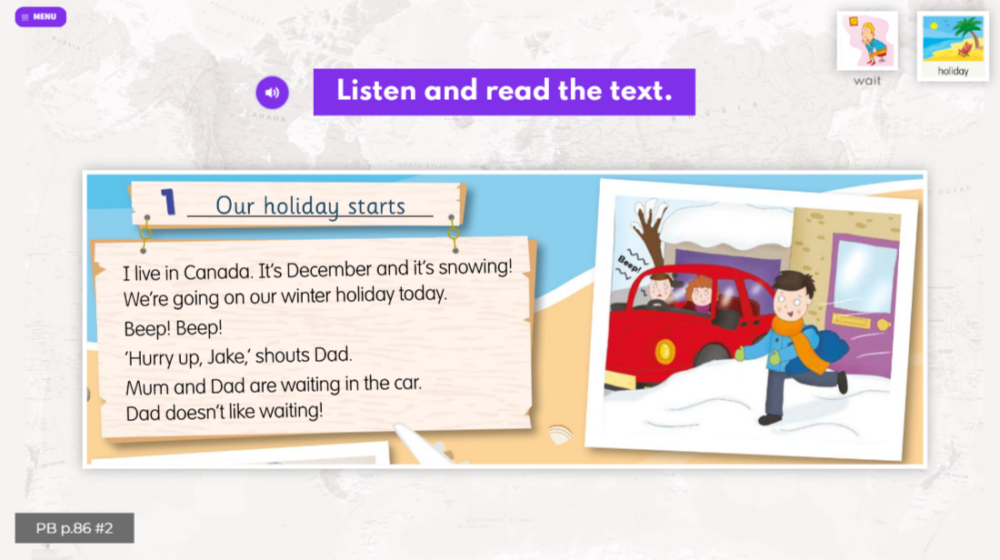 MENU
wait
holiday
Listen and read the text.
CANADA
1 Our holiday starts
I live in Canada. It's December and it's snowing!
We're going on our winter holiday today.
Beep! Beep!
'Hurry up, Jake,' shouts Dad.
Mum and Dad are waiting in the car.
Dad doesn't like waiting!
Beep!
PB p.86 #2